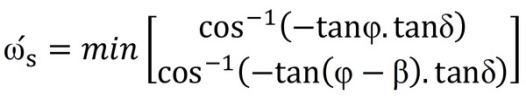 ώₛ = min [cos⁻¹(−tanφ.tanδ)
cos⁻¹(−tan(φ − β).tanδ)]